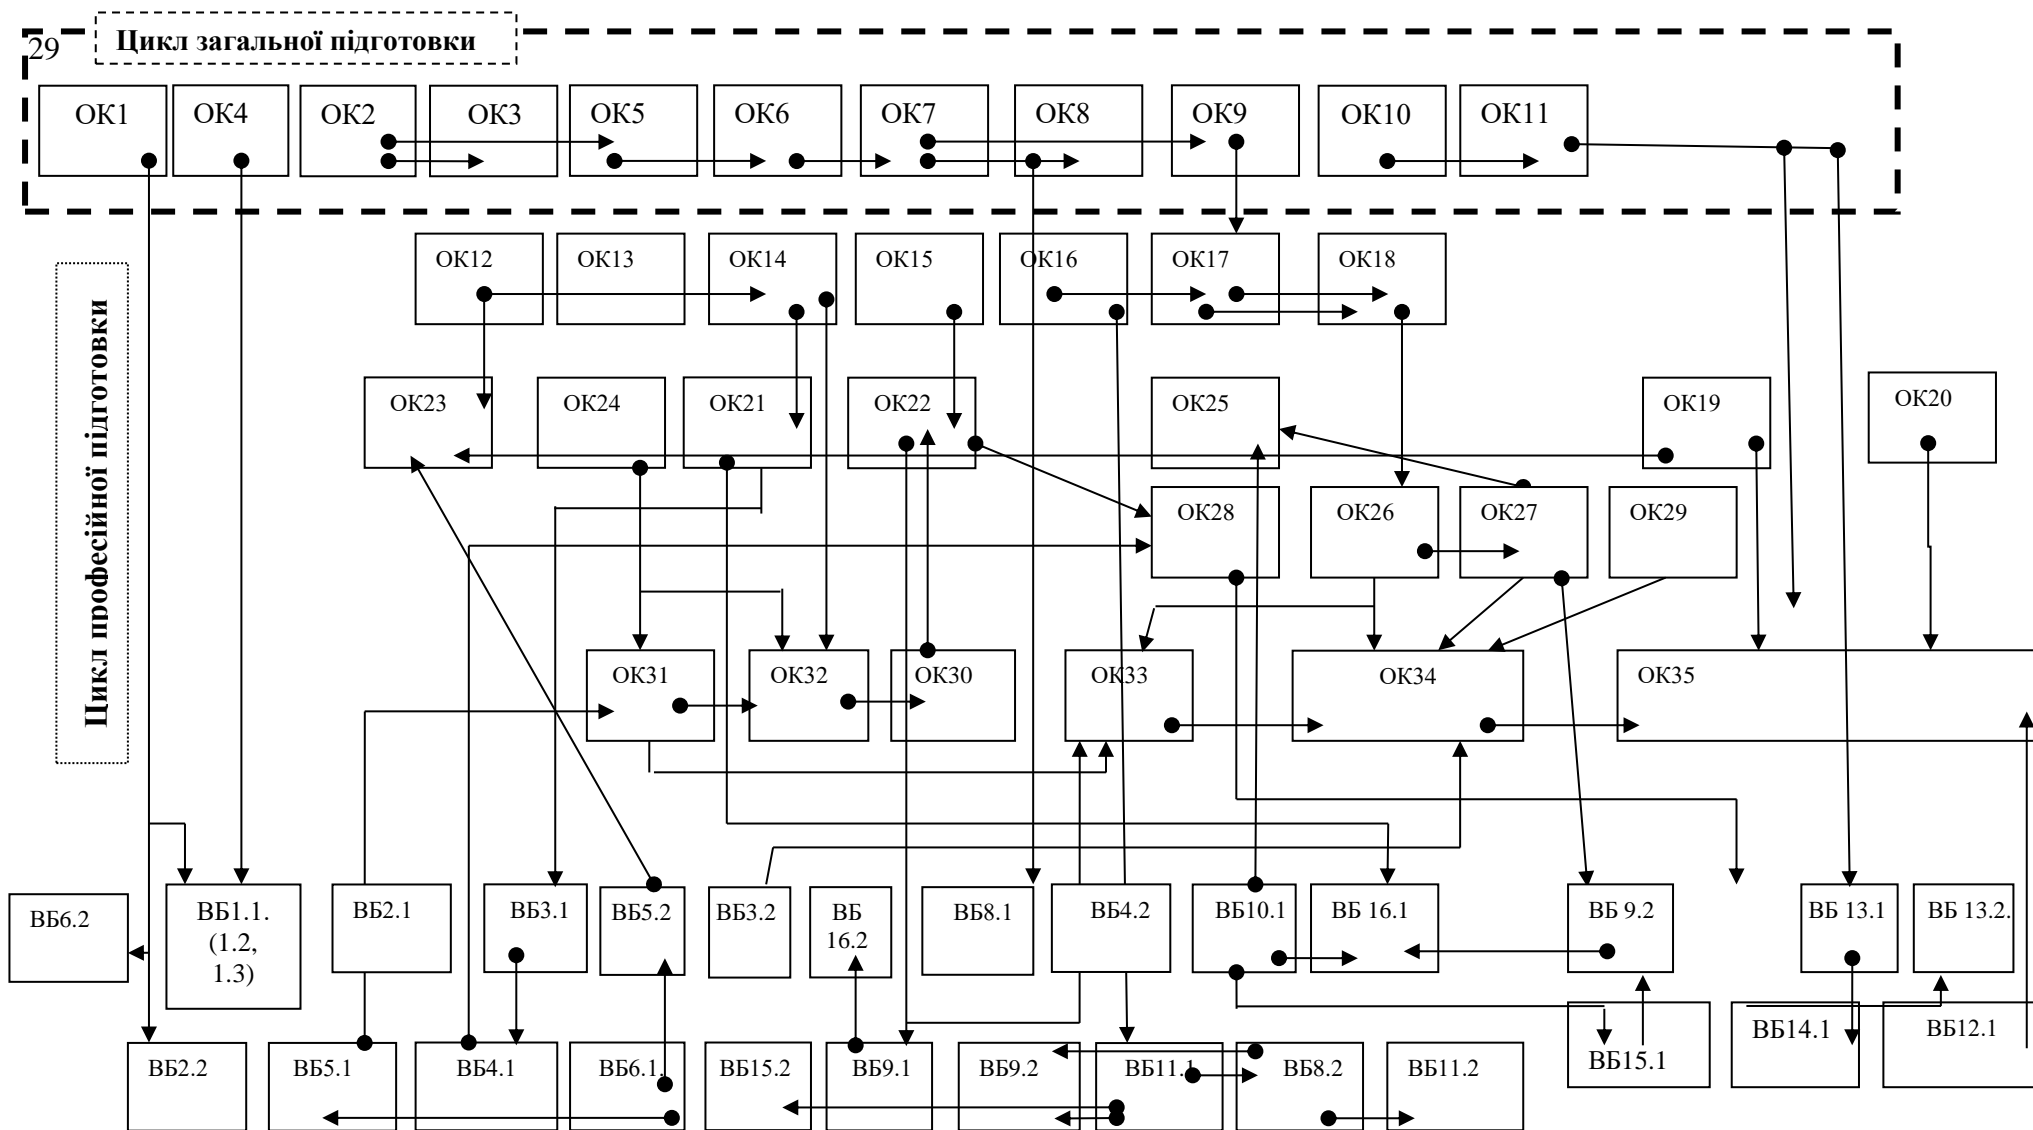 29
Цикл загальної підготовки
ОК1
ОК4
ОК2
ОК3
ОК5
ОК6
ОК7
ОК8
ОК9
ОК10
ОК11
Цикл професійної підготовки
ОК12
ОК13
ОК14
ОК15
ОК16
ОК17
ОК18
ОК23
ОК24
ОК21
ОК22
ОК25
ОК19
ОК20
ОК28
ОК26
ОК27
ОК29
ОК31
ОК32
ОК30
ОК33
ОК34
ОК35
ВБ6.2
ВБ1.1.
(1.2,
1.3)
ВБ2.1
ВБ3.1
ВБ5.2
ВБ3.2
ВБ
16.2
ВБ8.1
ВБ4.2
ВБ10.1
ВБ 16.1
ВБ 9.2
ВБ 13.1
ВБ 13.2.
ВБ2.2
ВБ5.1
ВБ4.1
ВБ6.1.
ВБ15.2
ВБ9.1
ВБ9.2
ВБ11.1
ВБ8.2
ВБ11.2
ВБ15.1
ВБ14.1
ВБ12.1